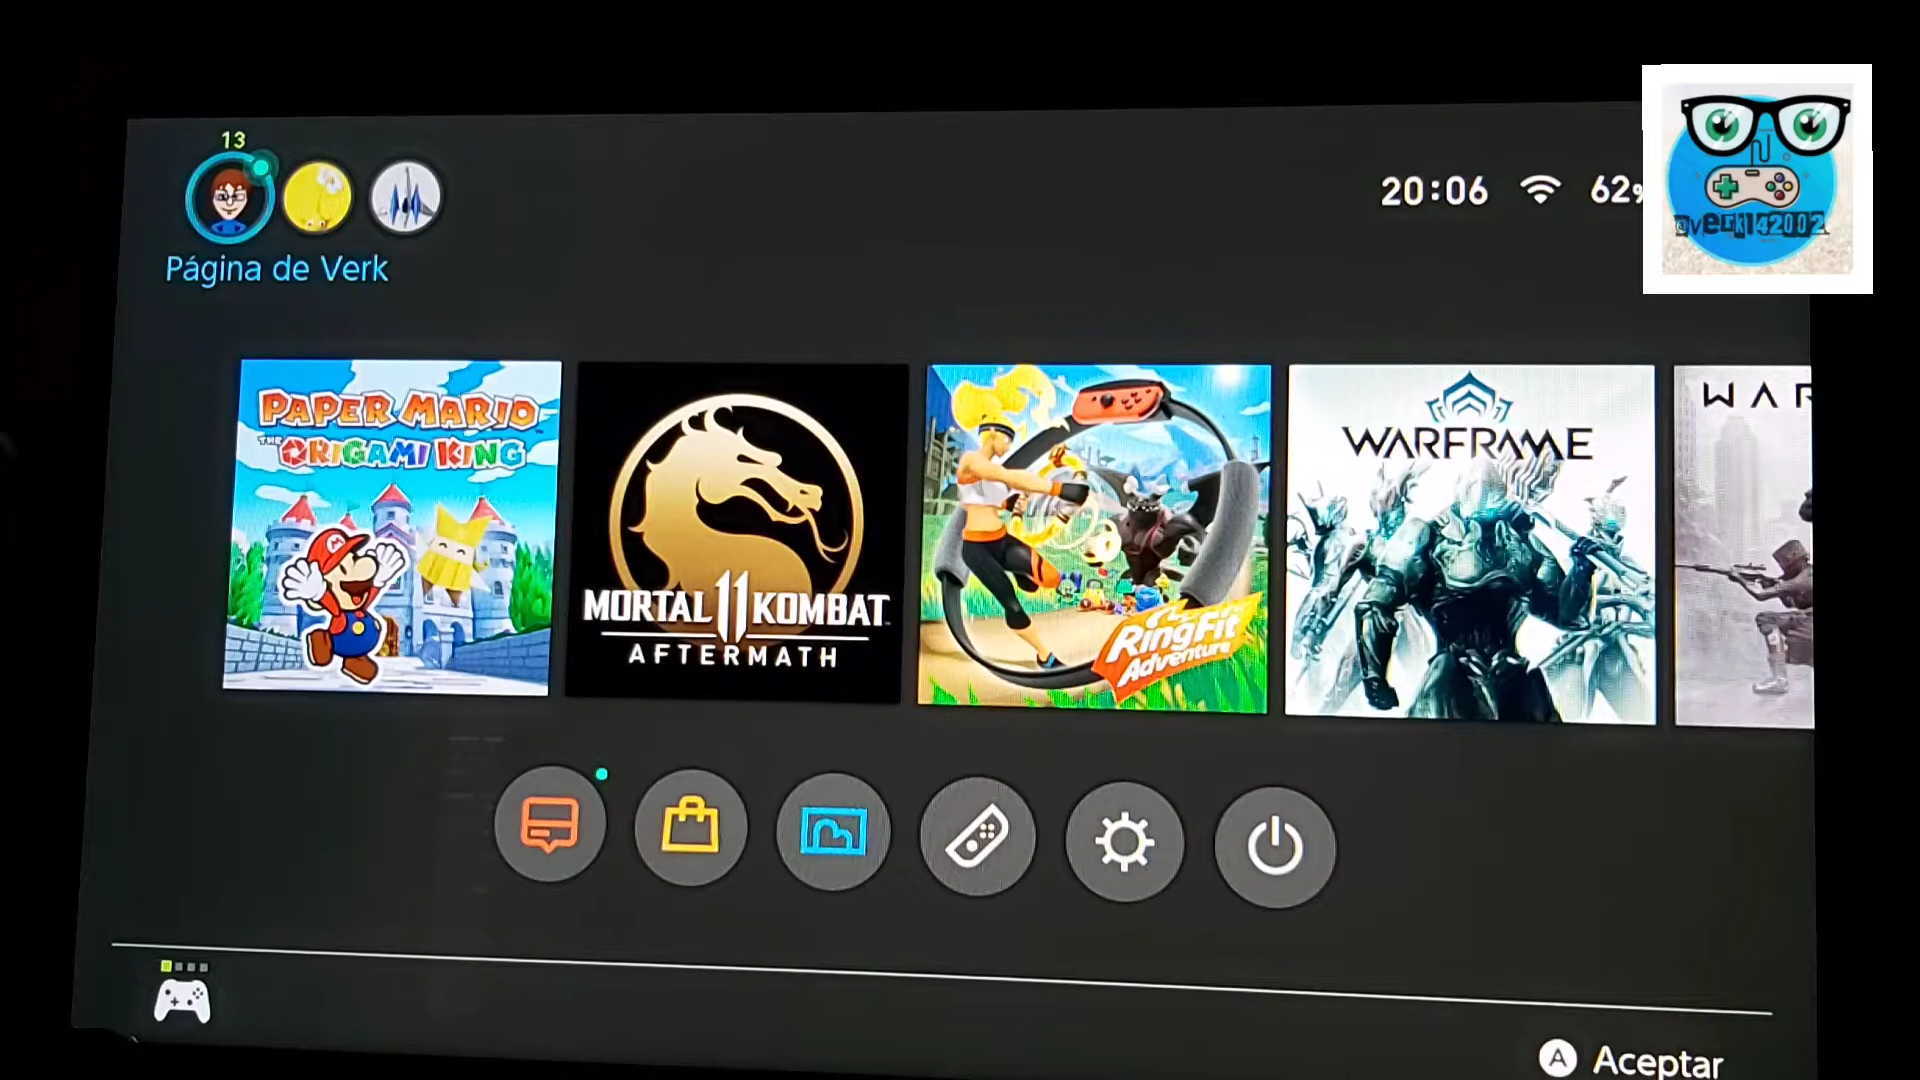 13
Página de Verk
20:06
62%
@verk142002
PAPER MARIO
THE
ORIGAMI KING
MORTAL 11 KOMBAT
AFTERMATH
RingFit
Adventure
WARFRAME
WAR
A Aceptar